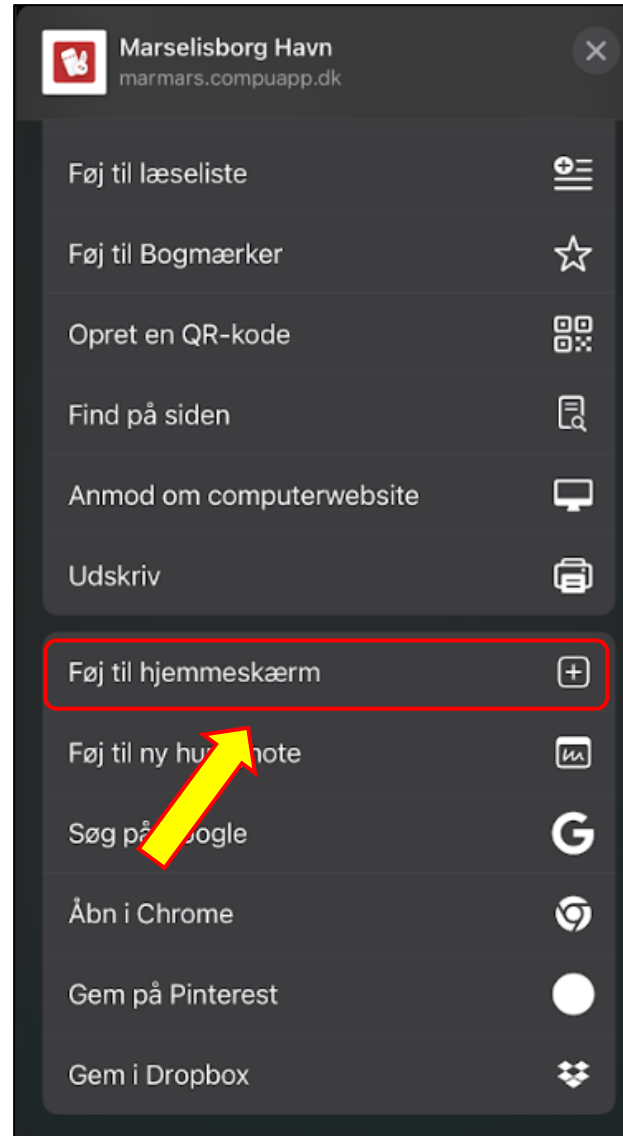 Marselisborg Havn
marmars.compuapp.dk
Føj til læseliste
Føj til Bogmærker
Opret en QR-kode
Find på siden
Anmod om computerwebsite
Udskriv
Føj til hjemmeskærm
Føj til ny
Søg på
Åbn i Chrome
Gem på Pinterest
Gem i Dropbox